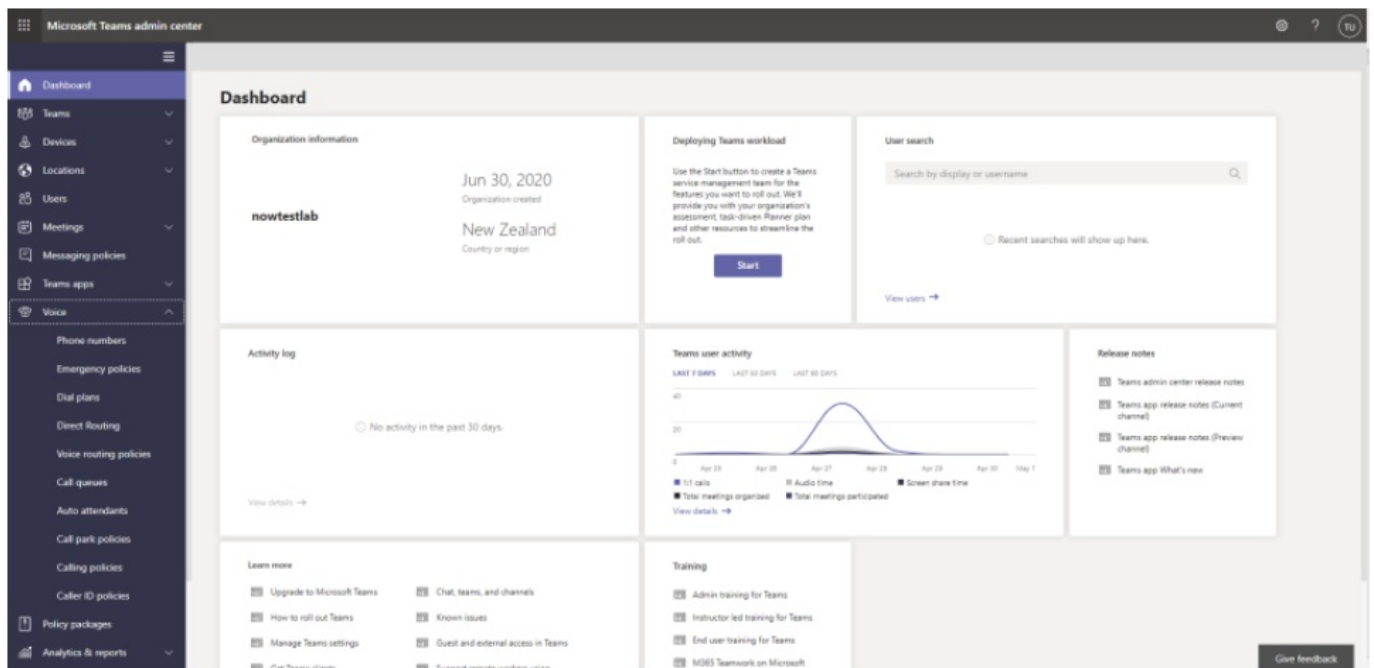 Microsoft Teams admin center
?
TU
Dashboard
Teams
Devices
Locations
Users
Meetings
Messaging policies
Teams apps
Voice
Phone numbers
Emergency policies
Dial plans
Direct Routing
Voice routing policies
Call queues
Auto attendants
Call park policies
Calling policies
Caller ID policies
Policy packages
Analytics & reports
Dashboard
Organization information
nowtestlab
Jun 30, 2020
Organization created
New Zealand
Country or region
Deploying Teams workload
Use the Start button to create a Teams
service management team for the
features you want to roll out. We'll
provide you with your organization's
assessment, task-driven Planner plan
and other resources to streamline the
roll out.
Start
User search
Search by display or username
Recent searches will show up here.
View users →
Activity log
No activity in the past 30 days.
View details →
Teams user activity
LAST 7 DAYS LAST 30 DAYS LAST 60 DAYS
40
20
0
Apr 25 Apr 26 Apr 27 Apr 28 Apr 29 Apr 30 May 1
1:1 calls Audio time Screen share time
Total meetings organized Total meetings participated
View details →
Release notes
Teams admin center release notes
Teams app release notes (Current
channel)
Teams app release notes (Preview
channel)
Teams app What's new
Learn more
Upgrade to Microsoft Teams
How to roll out Teams
Manage Teams settings
Get Teams clients
Chat, teams, and channels
Known issues
Guest and external access in Teams
Support remote workers using
Training
Admin training for Teams
Instructor led training for Teams
End user training for Teams
M365 Teamwork on Microsoft
Give feedback